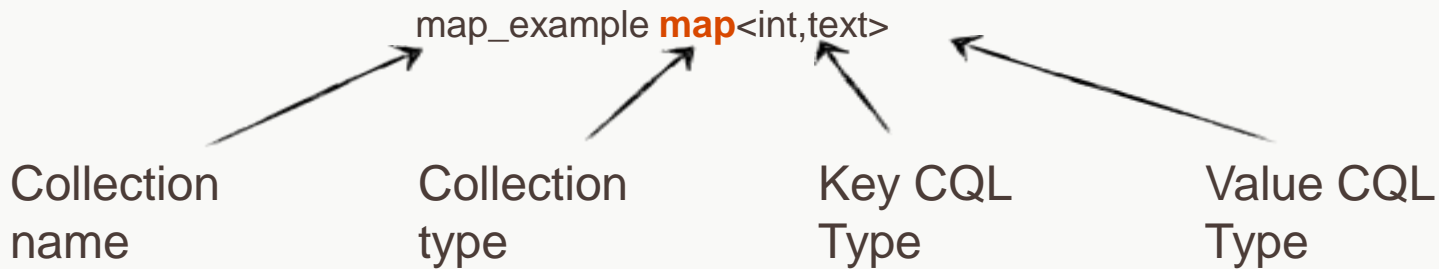 map_example map<int,text>
Collection name
Collection type
Key CQL Type
Value CQL Type